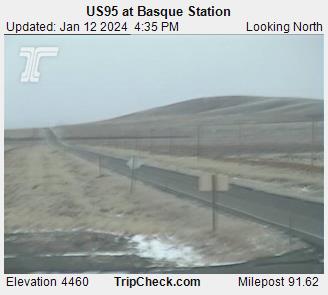 US95 at Basque Station
Updated: Jan 12 2024 4:35 PM Looking North
Elevation 4460 TripCheck.com Milepost 91.62